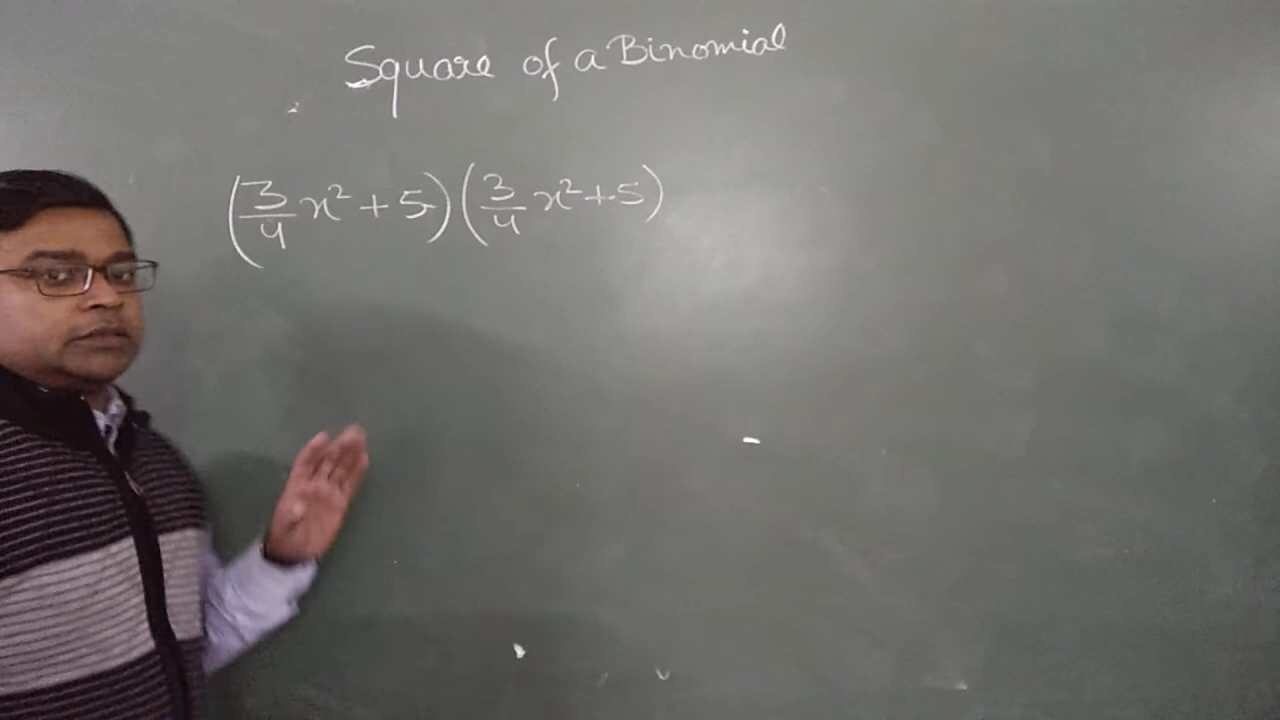 Square of a Binomial
(3/4 x² + 5)(3/4 x² + 5)